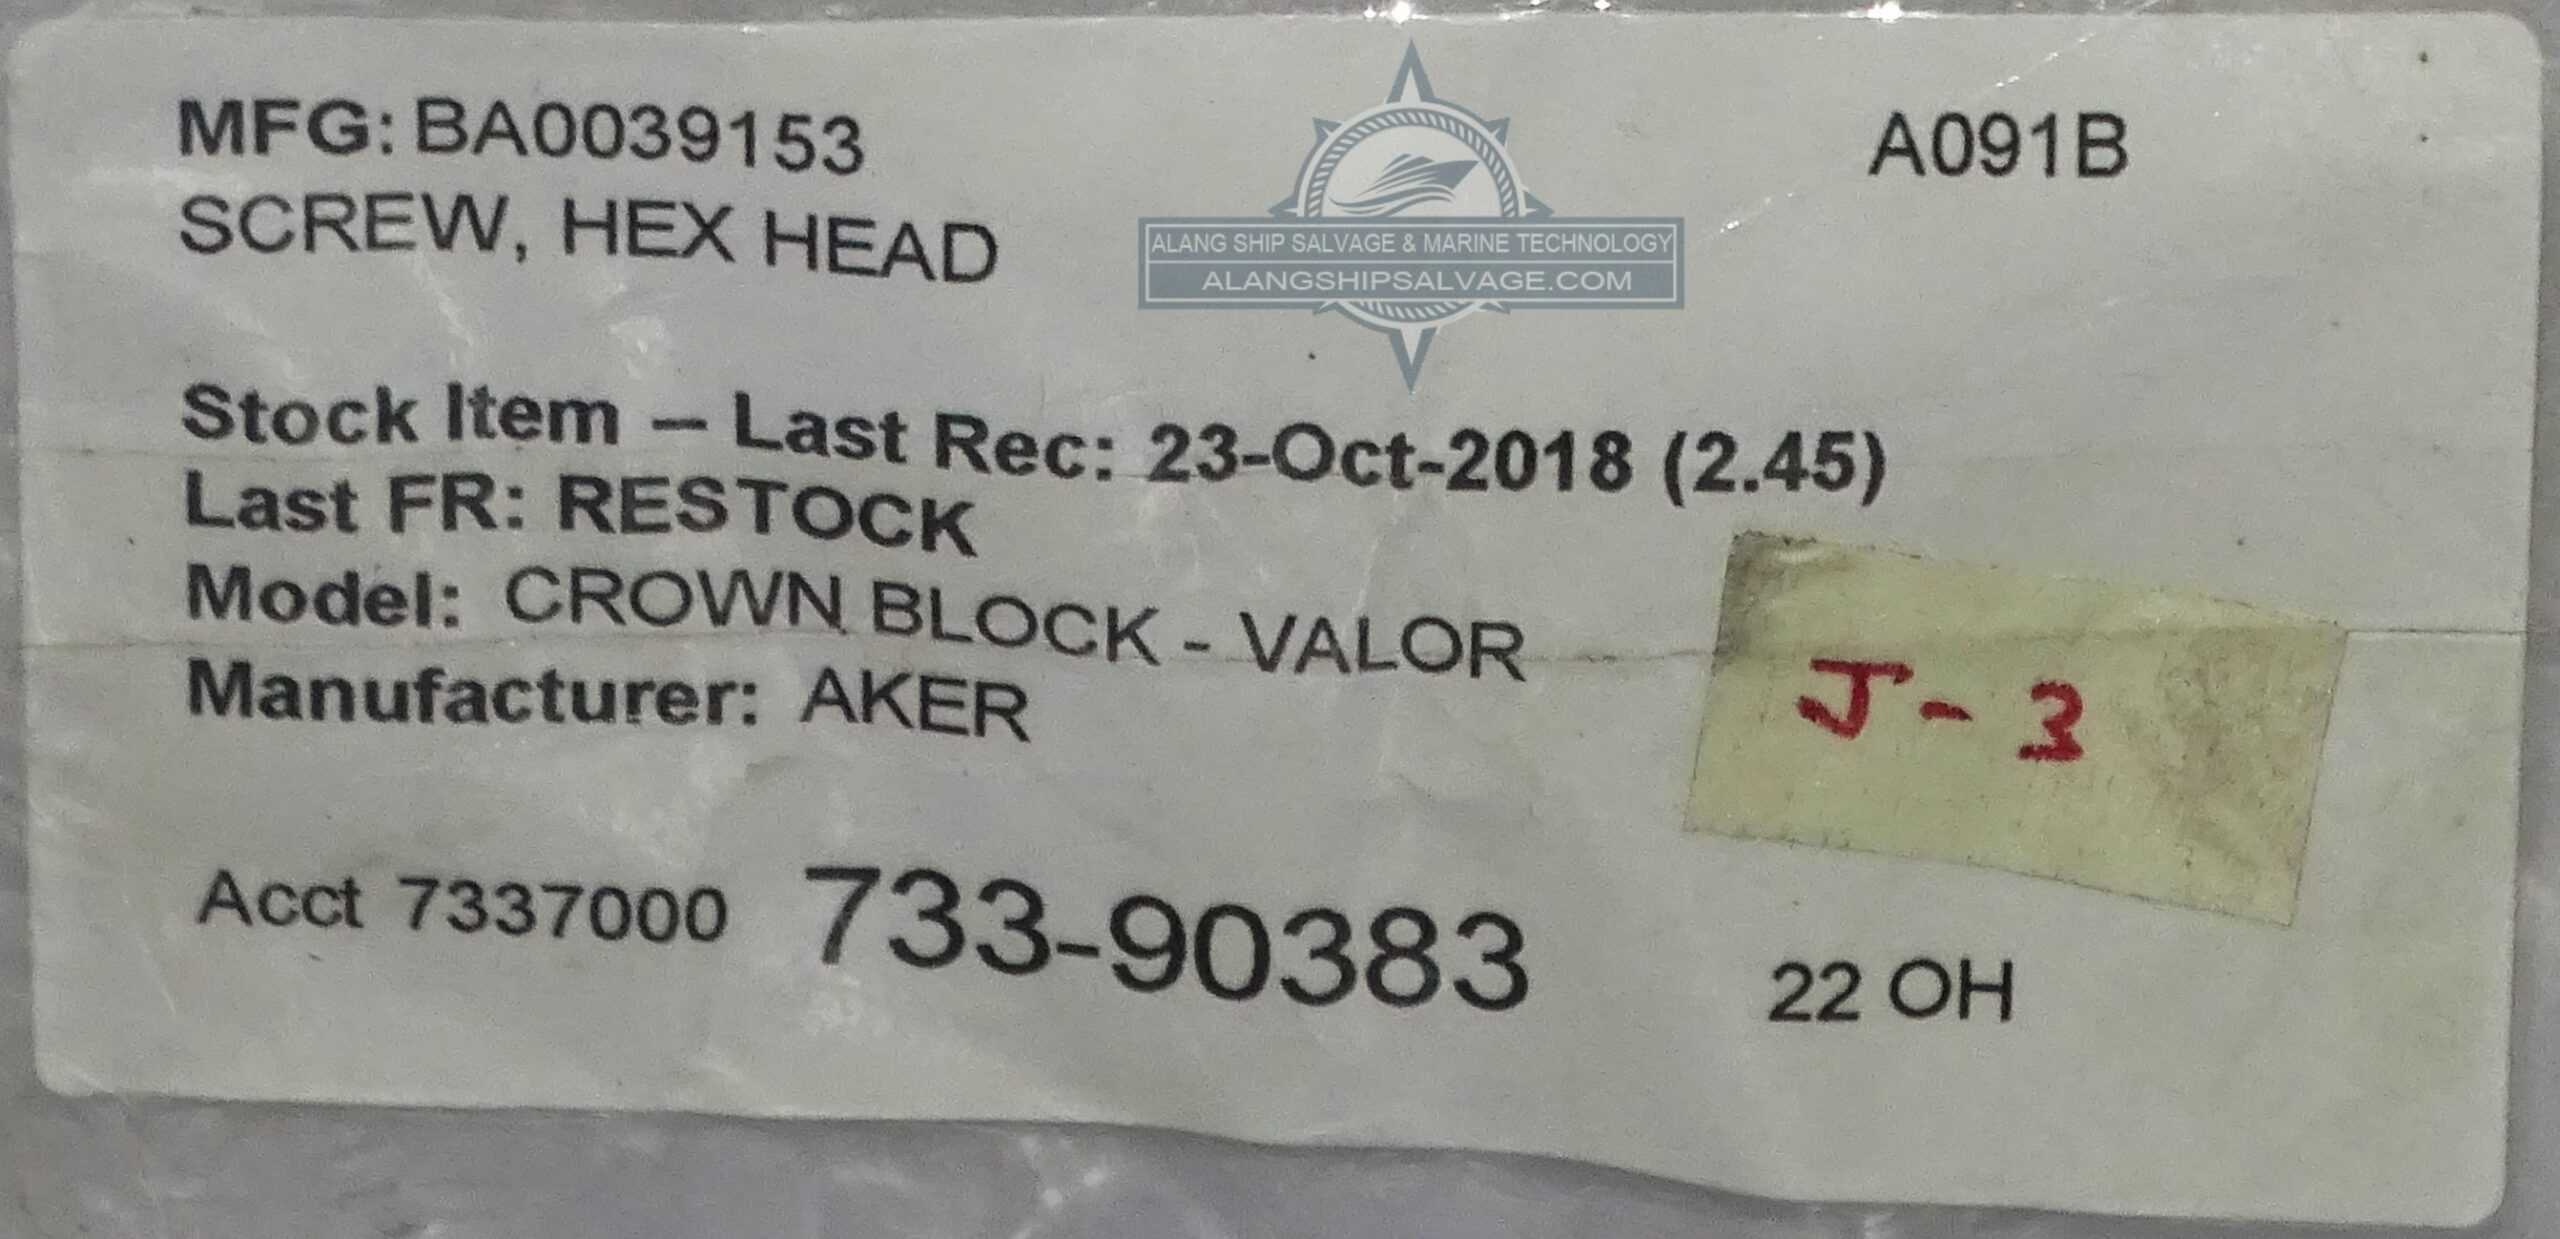 MFG: BA0039153
A091B
SCREW, HEX HEAD
ALANG SHIP SALVAGE & MARINE TECHNOLOGY
ALANGSHIPSALVAGE.COM
Stock Item – Last Rec: 23-Oct-2018 (2.45)
Last FR: RESTOCK
Model: CROWN BLOCK - VALOR
Manufacturer: AKER
J-3
Acct 7337000 733-90383
22 OH